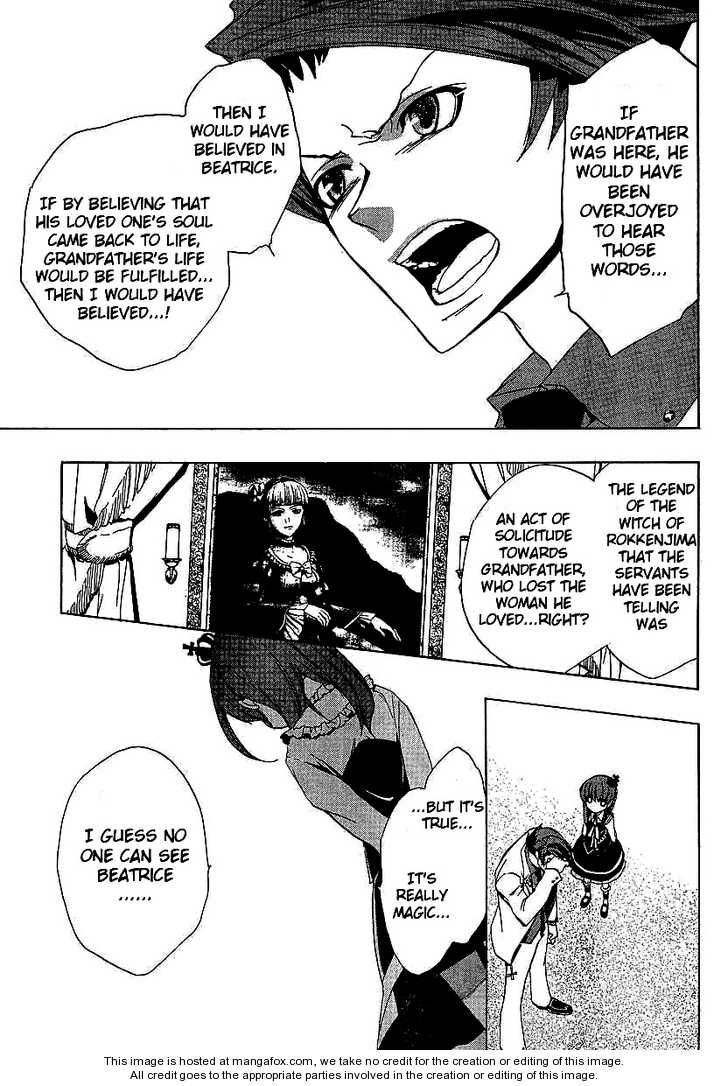 IF
GRANDFATHER
WAS HERE, HE
WOULD HAVE
BEEN
OVERJOYED
TO HEAR
THOSE
WORDS...
THEN I
WOULD HAVE
BELIEVED IN
BEATRICE.
IF BY BELIEVING THAT
HIS LOVED ONE'S SOUL
CAME BACK TO LIFE,
GRANDFATHER'S LIFE
WOULD BE FULFILLED...
THEN I WOULD HAVE
BELIEVED...!
THE LEGEND
OF THE
WITCH OF
ROKKENJIMA
THAT THE
SERVANTS
HAVE BEEN
TELLING
WAS
AN ACT OF
SOLICITUDE
TOWARDS
GRANDFATHER,
WHO LOST THE
WOMAN HE
LOVED...RIGHT?
...BUT IT'S
TRUE...
IT'S
REALLY
MAGIC...
I GUESS NO
ONE CAN SEE
BEATRICE
......
This image is hosted at mangafox.com, we take no credit for the creation or editing of this image.
All credit goes to the appropriate parties involved in the creation or editing of this image.